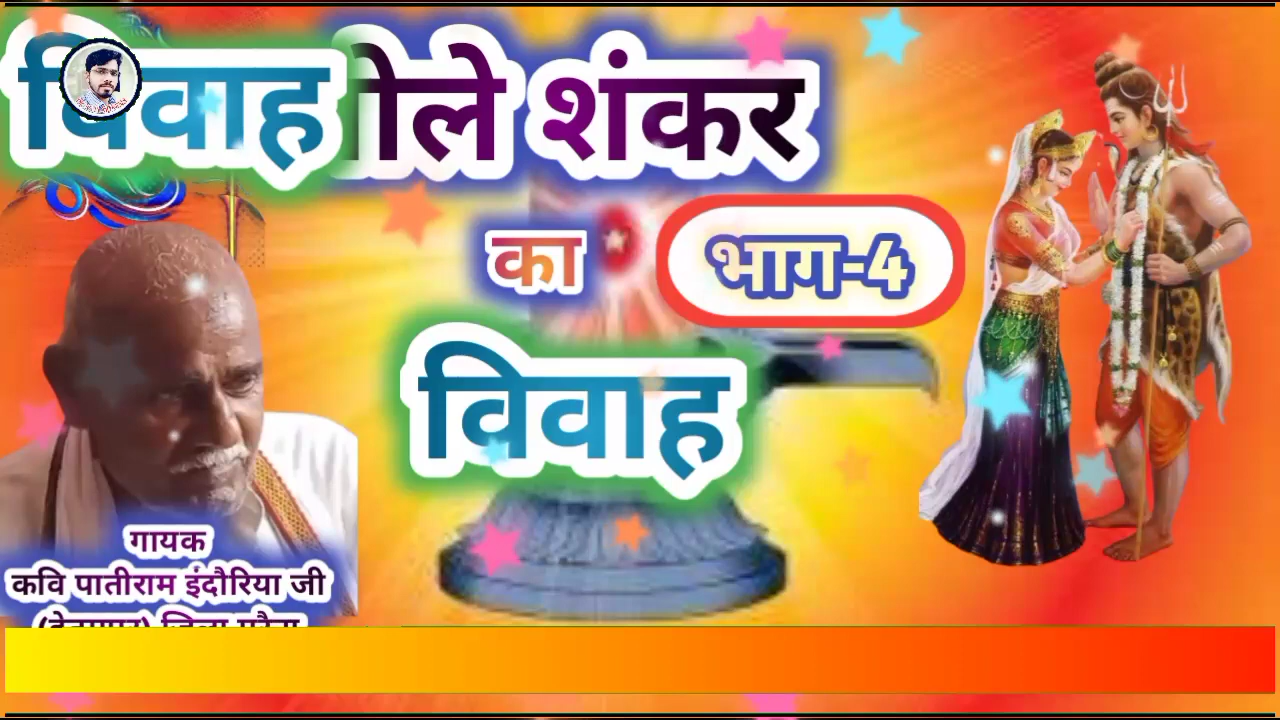 विवाह शंकर
का भाग-4
विवाह
गायक
कवि पातीराम इंदौरिया जी